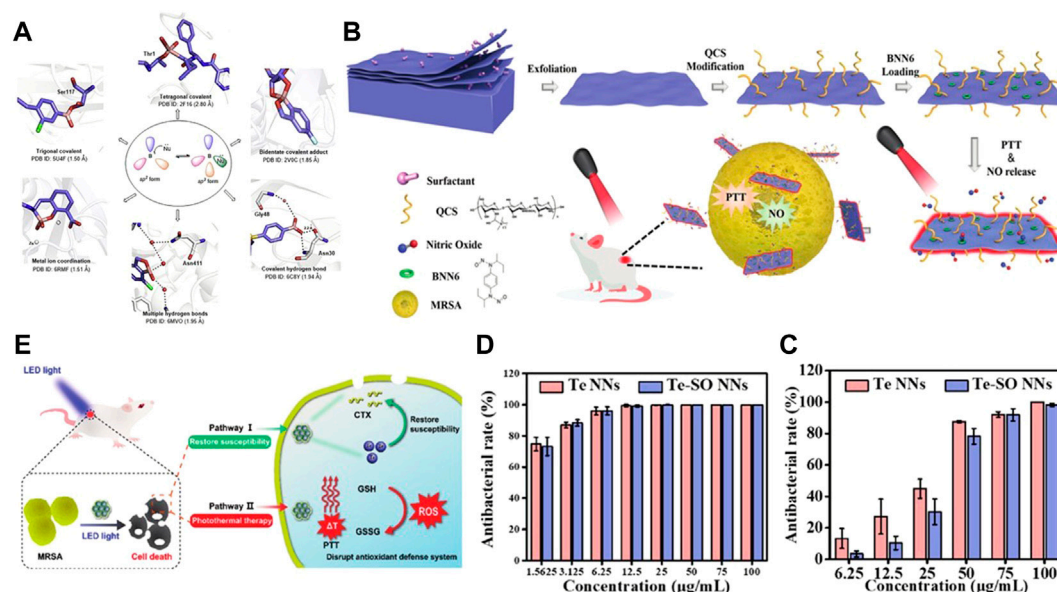 A
Thr1
Tetragonal covalent
PDB ID: 2F16 (2.80 Å)
Ser117
Trigonal covalent
PDB ID: 5U4F (1.50 Å)
Bidentate covalent adduct
PDB ID: 2V0C (1.85 Å)
Nu
B
B
Nu
sp² form
sp³ form
Metal ion coordination
PDB ID: 6RMF (1.51 Å)
Asn411
Multiple hydrogen bonds
PDB ID: 6MVO (1.95 Å)
Gly48
Asn30
Covalent hydrogen bond
PDB ID: 6C8Y (1.94 Å)
B
Exfoliation
QCS
Modification
BNN6
Loading
PTT
&
NO release
Surfactant
QCS
Nitric Oxide
BNN6
MRSA
PTT
NO
E
LED light
MRSA
LED light
Cell death
Pathway I
Restore susceptibility
Pathway II
Photothermal therapy
CTX
Restore
susceptibility
GSH
ROS
GSSG
ΔT
PTT
Disrupt antioxidant defense system
D
Te NNs
Te-SO NNs
Antibacterial rate (%)
120
100
80
60
40
20
0
1.5625 3.125 6.25 12.5 25 50 75 100
Concentration (μg/mL)
C
Te NNs
Te-SO NNs
Antibacterial rate (%)
120
100
80
60
40
20
0
6.25 12.5 25 50 75 100
Concentration (μg/mL)